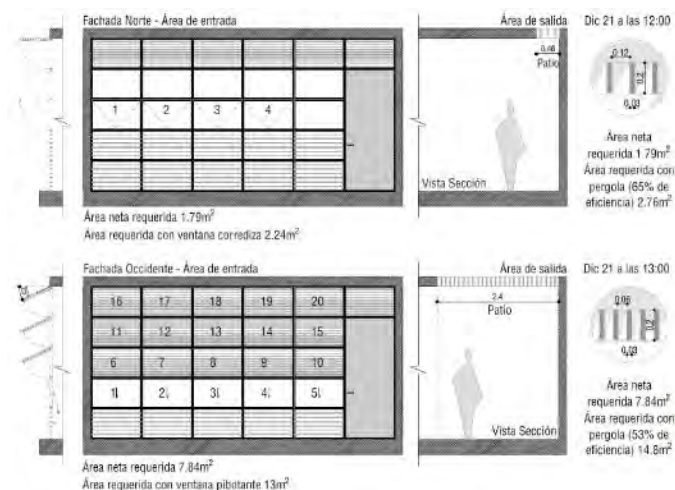 Fachada Norte - Área de entrada
Área de salida
Dic 21 a las 12:00
0.46
Patio
0.12
0.2
0.03
1 2 3 4
Vista Sección
Área neta
requerida 1.79m²
Área requerida con
pergola (65% de
eficiencia) 2.76m²
Área neta requerida 1.79m²
Área requerida con ventana corrediza 2.24m²
Fachada Occidente - Área de entrada
Área de salida
Dic 21 a las 13:00
2.4
Patio
0.06
0.2
0.03
16 17 18 19 20
11 12 13 14 15
6 7 8 9 10
1 2 3 4 5
Vista Sección
Área neta
requerida 7.84m²
Área requerida con
pergola (53% de
eficiencia) 14.8m²
Área neta requerida 7.84m²
Área requerida con ventana pibotante 13m²